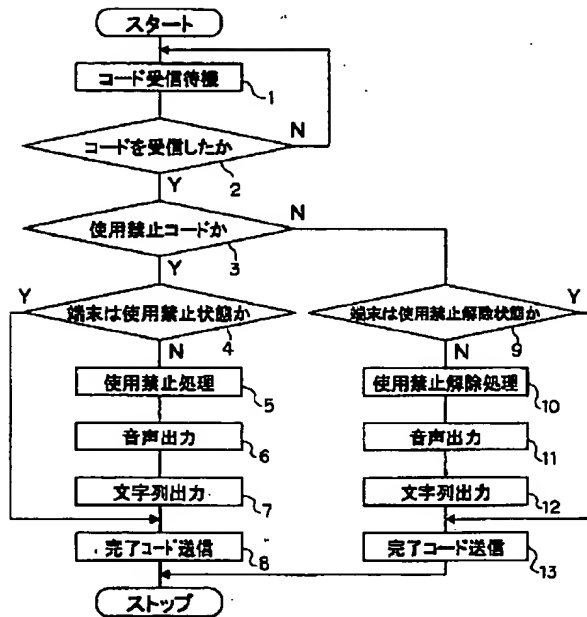 スタート
コード受信待機
1
コードを受信したか
N
2
Y
使用禁止コードか
N
3
Y
Y
端末は使用禁止状態か
4
N
端末は使用禁止解除状態か
Y
9
N
使用禁止処理
5
使用禁止解除処理
10
音声出力
6
音声出力
11
文字列出力
7
文字列出力
12
完了コード送信
8
完了コード送信
13
ストップ